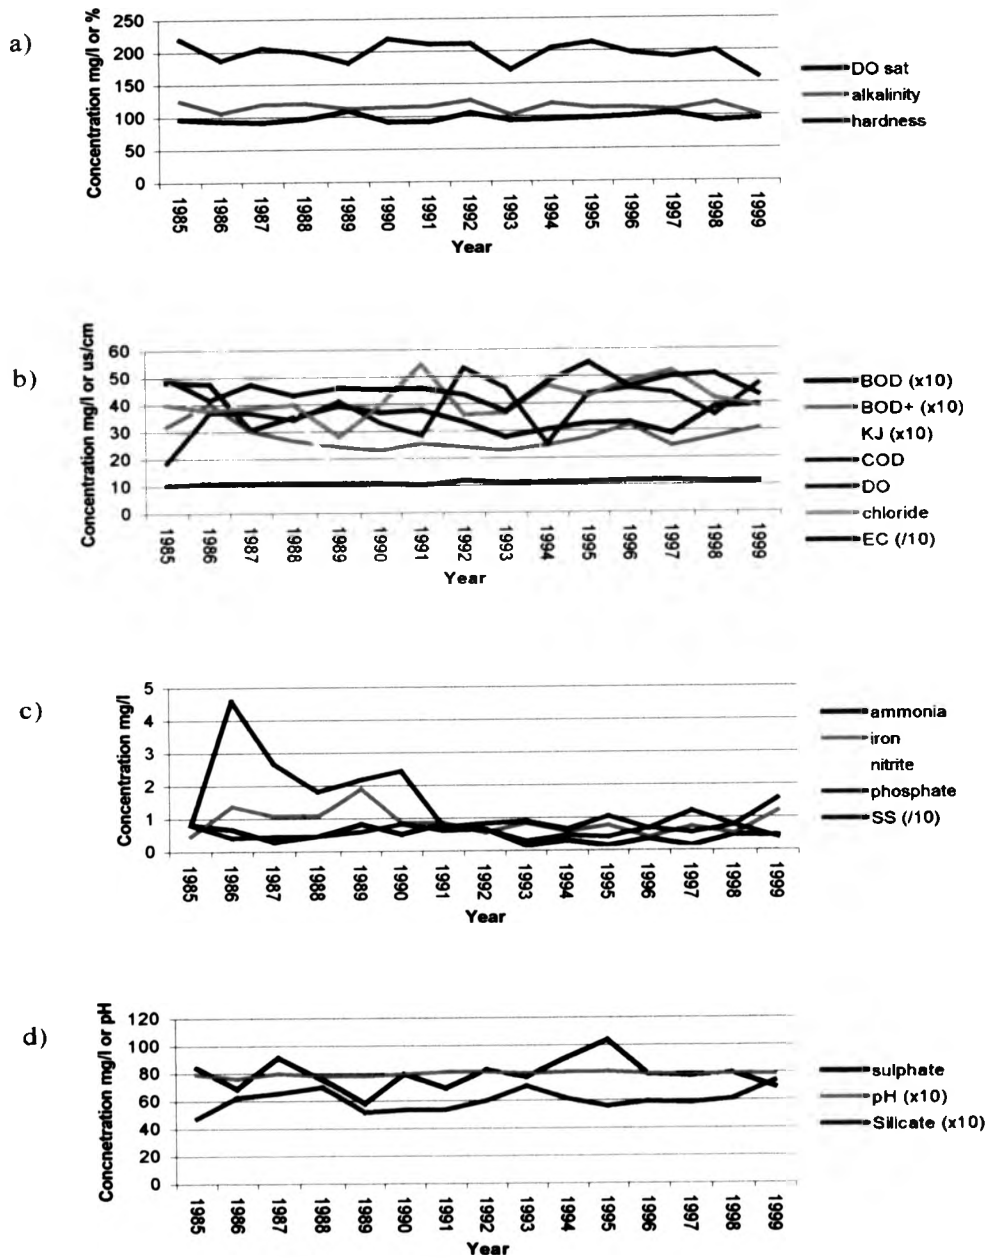 a)
Concentration mg/l or %
250
200
150
100
50
0
1985
1986
1987
1988
1989
1990
1991
1992
1993
1994
1995
1996
1997
1998
1999
Year
DO sat
alkalinity
hardness
b)
Concentration mg/l or us/cm
60
50
40
30
20
10
0
1985
1986
1987
1988
1989
1990
1991
1992
1993
1994
1995
1996
1997
1998
1999
Year
BOD (x10)
BOD+ (x10)
KJ (x10)
COD
DO
chloride
EC (/10)
c)
Concentration mg/l
5
4
3
2
1
0
1985
1986
1987
1988
1989
1990
1991
1992
1993
1994
1995
1996
1997
1998
1999
Year
ammonia
iron
nitrite
phosphate
SS (/10)
d)
Concnetration mg/l or pH
120
100
80
60
40
20
0
1985
1986
1987
1988
1989
1990
1991
1992
1993
1994
1995
1996
1997
1998
1999
Year
sulphate
pH (x10)
Silicate (x10)